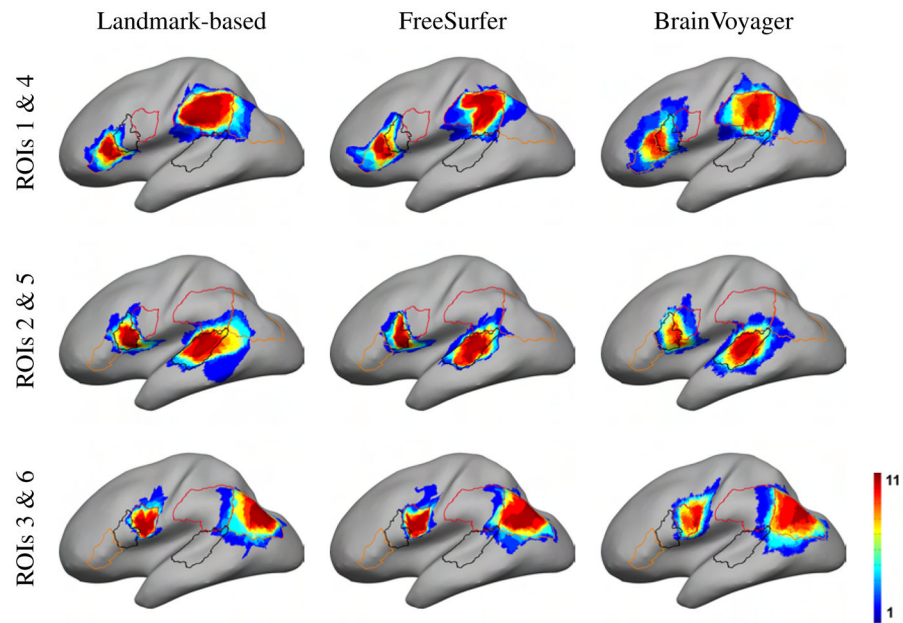 Landmark-based FreeSurfer BrainVoyager
ROIs 1 & 4
ROIs 2 & 5
ROIs 3 & 6
11
1